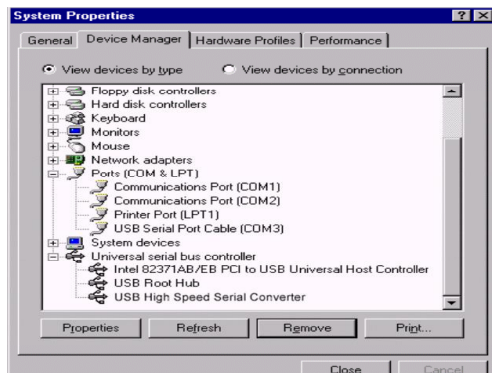 System Properties
General Device Manager Hardware Profiles Performance
View devices by type View devices by connection
Floppy disk controllers
Hard disk controllers
Keyboard
Monitors
Mouse
Network adapters
Ports (COM & LPT)
Communications Port (COM1)
Communications Port (COM2)
Printer Port (LPT1)
USB Serial Port Cable (COM3)
System devices
Universal serial bus controller
Intel 82371AB/EB PCI to USB Universal Host Controller
USB Root Hub
USB High Speed Serial Converter
Properties Refresh Remove Print...
Close Cancel